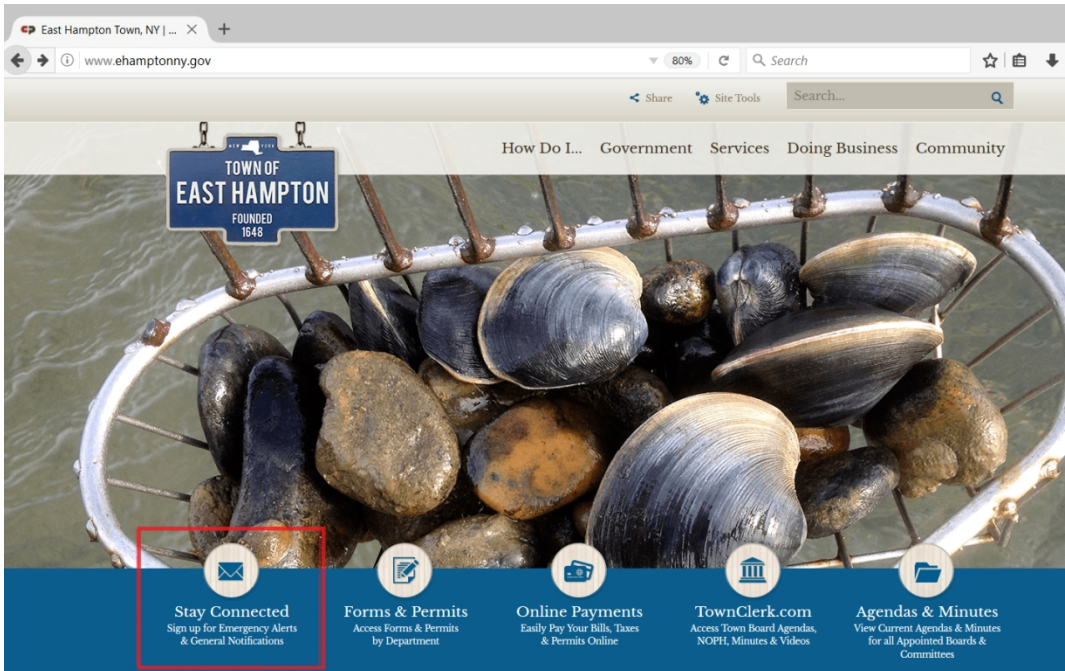 East Hampton Town, NY | ...
www.ehamptonny.gov
80%
Search
Share
Site Tools
Search...
NEW YORK
TOWN OF
EAST HAMPTON
FOUNDED
1648
How Do I...
Government
Services
Doing Business
Community
Stay Connected
Sign up for Emergency Alerts
& General Notifications
Forms & Permits
Access Forms & Permits
by Department
Online Payments
Easily Pay Your Bills, Taxes
& Permits Online
TownClerk.com
Access Town Board Agendas,
NOPH, Minutes & Videos
Agendas & Minutes
View Current Agendas & Minutes
for all Appointed Boards &
Committees